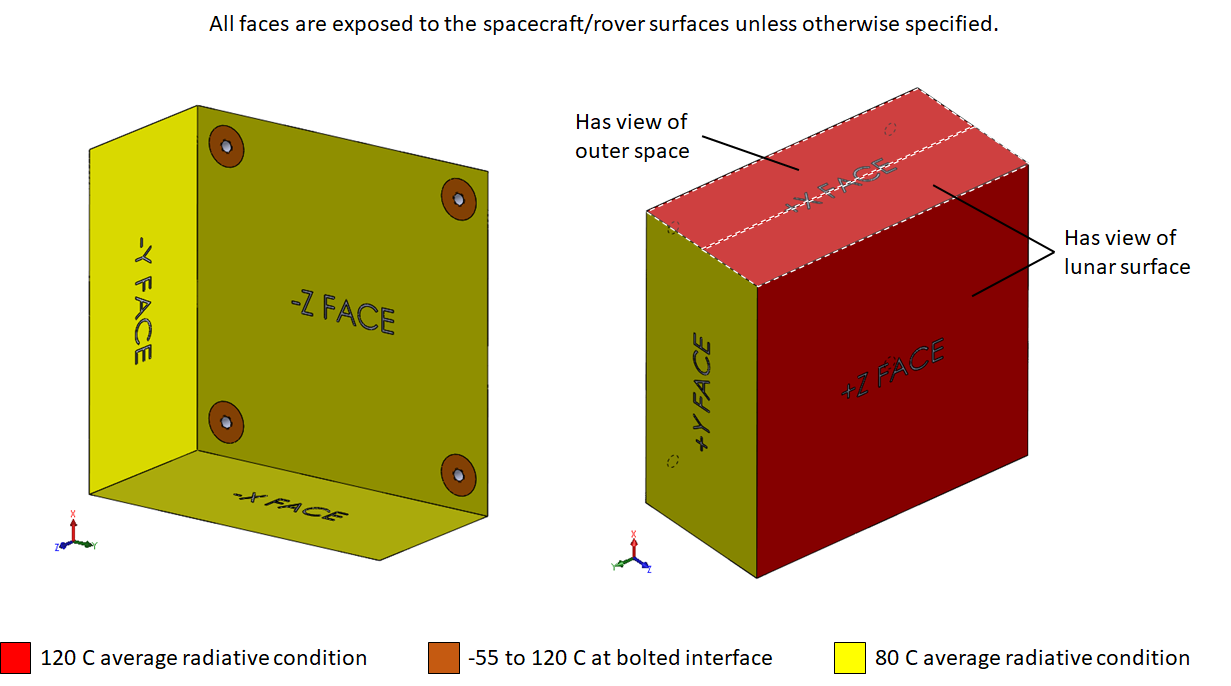 All faces are exposed to the spacecraft/rover surfaces unless otherwise specified.
Has view of
outer space
+X FACE
Has view of
lunar surface
-Y FACE
-Z FACE
-X FACE
+Y FACE
+Z FACE
X
Z
Y
X
Y
Z
120 C average radiative condition
-55 to 120 C at bolted interface
80 C average radiative condition